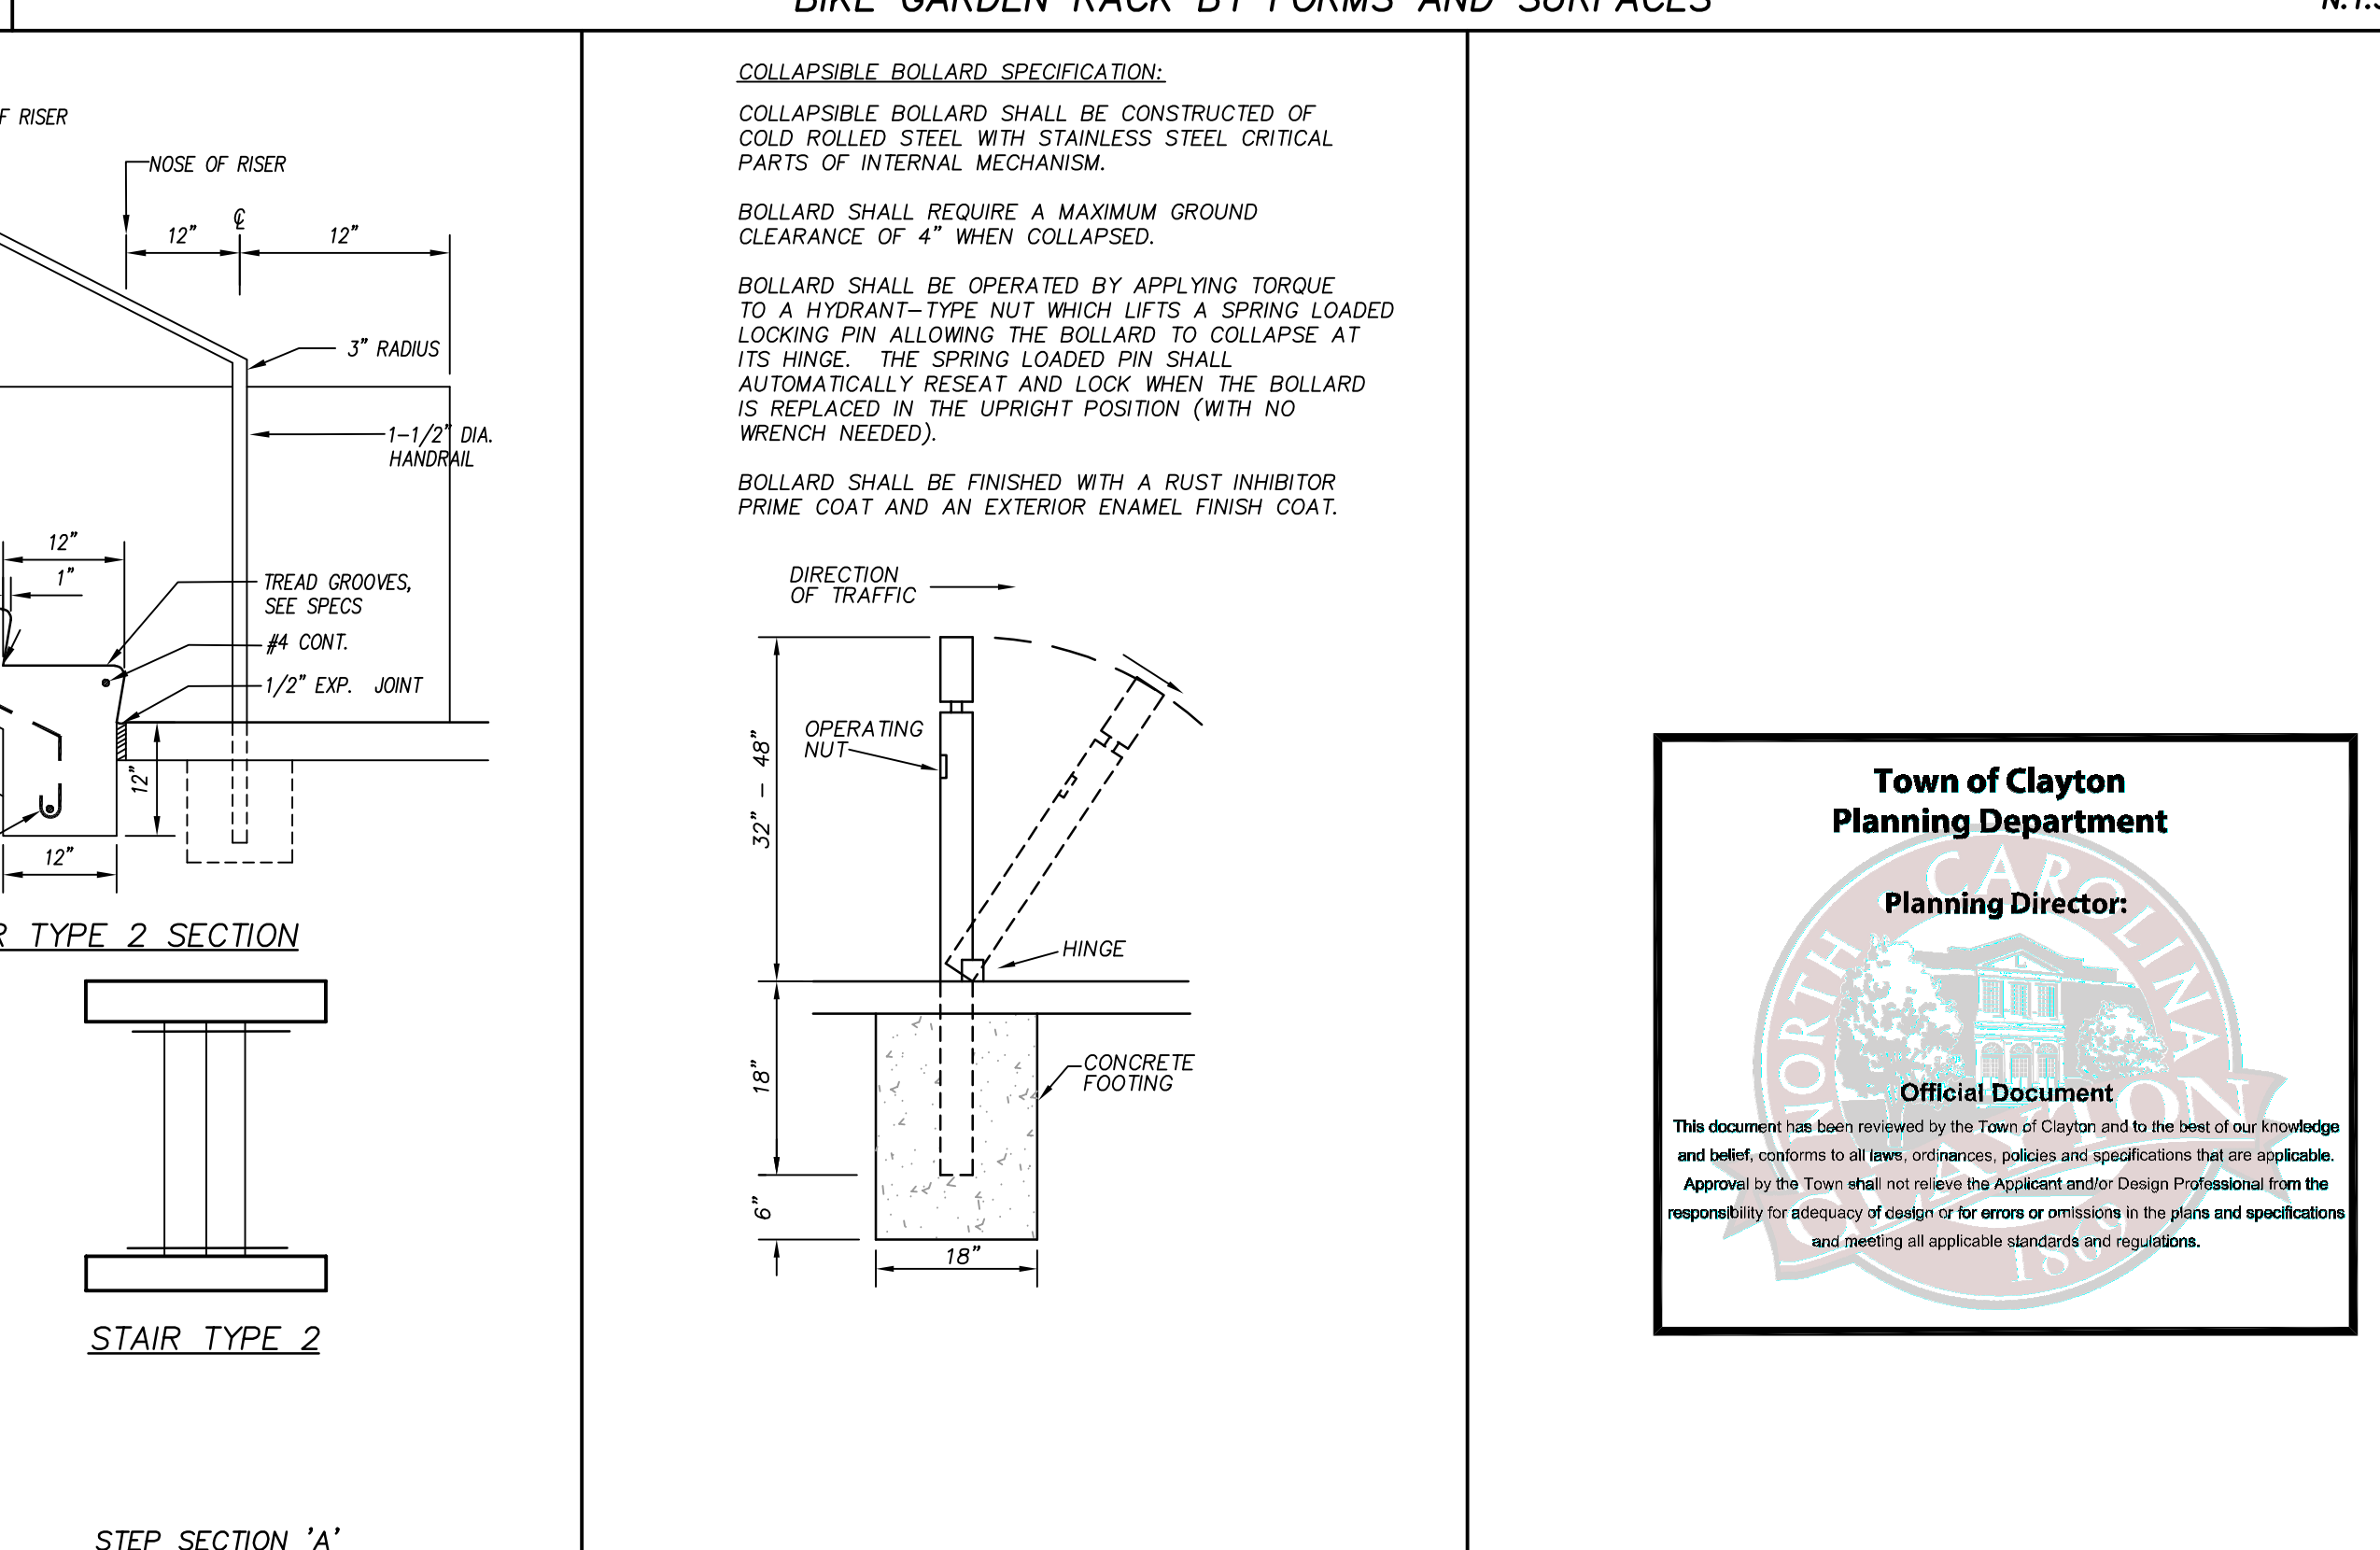 BIKE GARDEN RACK BY FORMS AND SURFACES
N.T.S
F RISER
NOSE OF RISER
℄
12" 12"
3" RADIUS
1-1/2" DIA.
HANDRAIL
12"
1"
TREAD GROOVES,
SEE SPECS
#4 CONT.
1/2" EXP. JOINT
12"
12"
R TYPE 2 SECTION
STAIR TYPE 2
STEP SECTION 'A'
COLLAPSIBLE BOLLARD SPECIFICATION:
COLLAPSIBLE BOLLARD SHALL BE CONSTRUCTED OF
COLD ROLLED STEEL WITH STAINLESS STEEL CRITICAL
PARTS OF INTERNAL MECHANISM.
BOLLARD SHALL REQUIRE A MAXIMUM GROUND
CLEARANCE OF 4" WHEN COLLAPSED.
BOLLARD SHALL BE OPERATED BY APPLYING TORQUE
TO A HYDRANT-TYPE NUT WHICH LIFTS A SPRING LOADED
LOCKING PIN ALLOWING THE BOLLARD TO COLLAPSE AT
ITS HINGE. THE SPRING LOADED PIN SHALL
AUTOMATICALLY RESEAT AND LOCK WHEN THE BOLLARD
IS REPLACED IN THE UPRIGHT POSITION (WITH NO
WRENCH NEEDED).
BOLLARD SHALL BE FINISHED WITH A RUST INHIBITOR
PRIME COAT AND AN EXTERIOR ENAMEL FINISH COAT.
DIRECTION
OF TRAFFIC
OPERATING
NUT
32" - 48"
HINGE
18"
CONCRETE
FOOTING
6"
18"
Town of Clayton
Planning Department
Planning Director:
NORTH CAROLINA
CLAYTON
1869
Official Document
This document has been reviewed by the Town of Clayton and to the best of our knowledge
and belief, conforms to all laws, ordinances, policies and specifications that are applicable.
Approval by the Town shall not relieve the Applicant and/or Design Professional from the
responsibility for adequacy of design or for errors or omissions in the plans and specifications
and meeting all applicable standards and regulations.